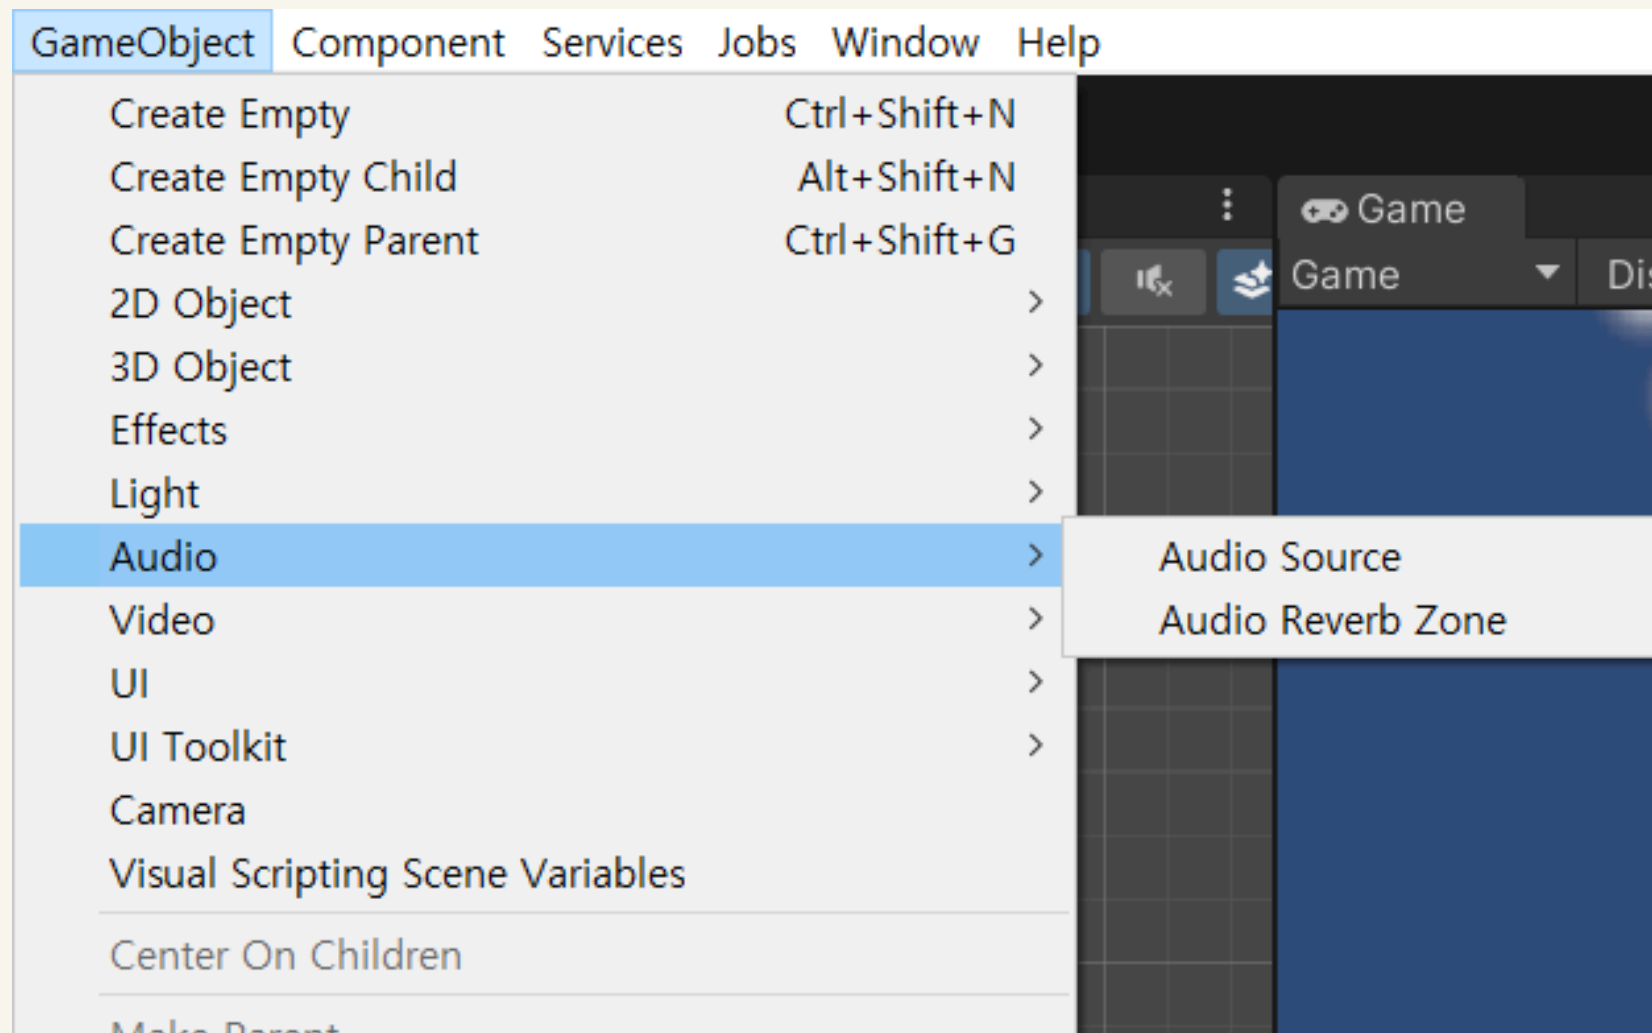 GameObject Component Services Jobs Window Help
Create Empty Ctrl+Shift+N
Create Empty Child Alt+Shift+N
Create Empty Parent Ctrl+Shift+G
2D Object
3D Object
Effects
Light
Audio
Video
UI
UI Toolkit
Camera
Visual Scripting Scene Variables
Center On Children
Make Parent
Audio Source
Audio Reverb Zone
Game
Game